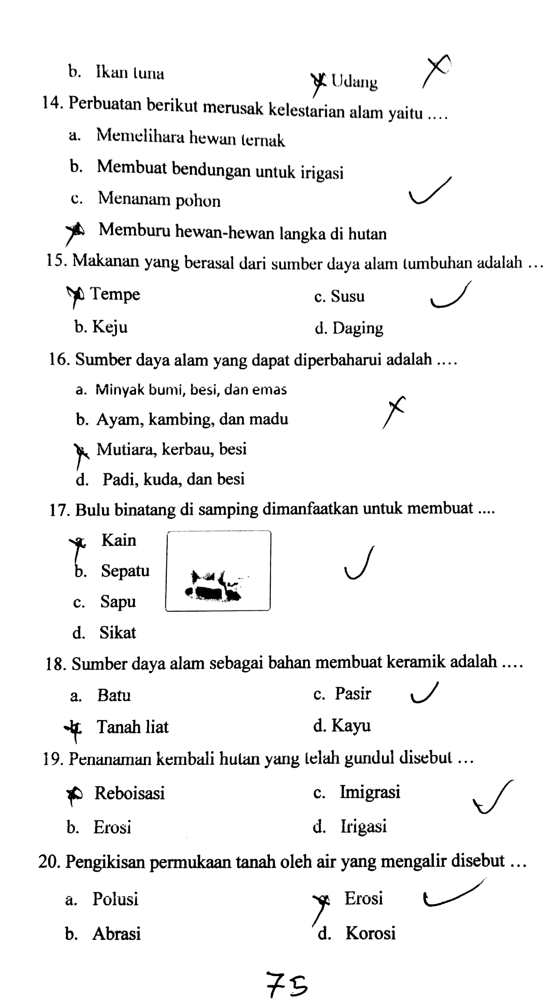 b. Ikan tuna
d. Udang
14. Perbuatan berikut merusak kelestarian alam yaitu ....
a. Memelihara hewan ternak
b. Membuat bendungan untuk irigasi
c. Menanam pohon
Memburu hewan-hewan langka di hutan
15. Makanan yang berasal dari sumber daya alam tumbuhan adalah ...
Tempe
c. Susu
b. Keju
d. Daging
16. Sumber daya alam yang dapat diperbaharui adalah ....
a. Minyak bumi, besi, dan emas
b. Ayam, kambing, dan madu
c. Mutiara, kerbau, besi
d. Padi, kuda, dan besi
17. Bulu binatang di samping dimanfaatkan untuk membuat ....
a. Kain
b. Sepatu
c. Sapu
d. Sikat
18. Sumber daya alam sebagai bahan membuat keramik adalah ....
a. Batu
c. Pasir
b. Tanah liat
d. Kayu
19. Penanaman kembali hutan yang telah gundul disebut ...
Reboisasi
c. Imigrasi
b. Erosi
d. Irigasi
20. Pengikisan permukaan tanah oleh air yang mengalir disebut ...
a. Polusi
c. Erosi
b. Abrasi
d. Korosi
75